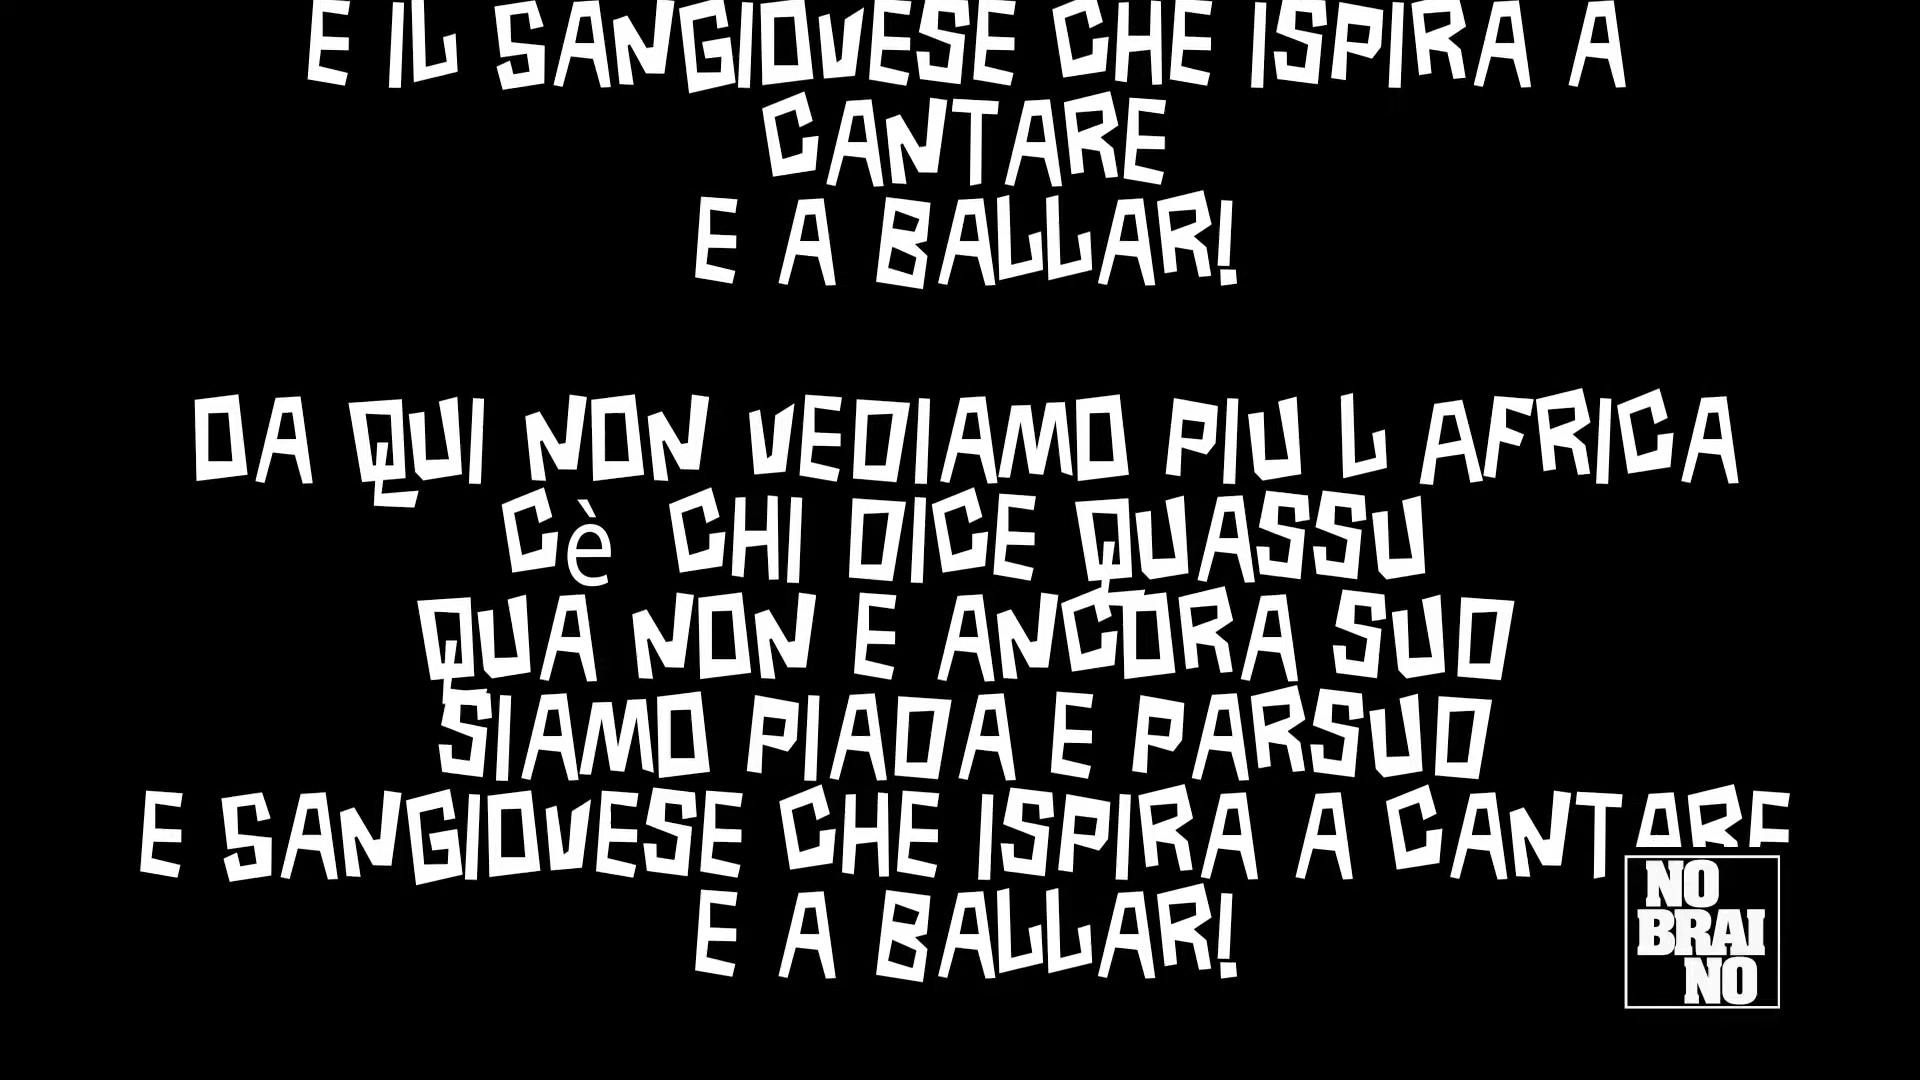 E IL SANGIOVESE CHE ISPIRA A
CANTARE
E A BALLAR!
DA QUI NON VEDIAMO PIU L AFRICA
Cè CHI DICE QUASSU
QUA NON E ANCORA SUD
SIAMO PIADA E PARSUD
E SANGIOVESE CHE ISPIRA A CANTARE
E A BALLAR!
NO
BRAI
NO